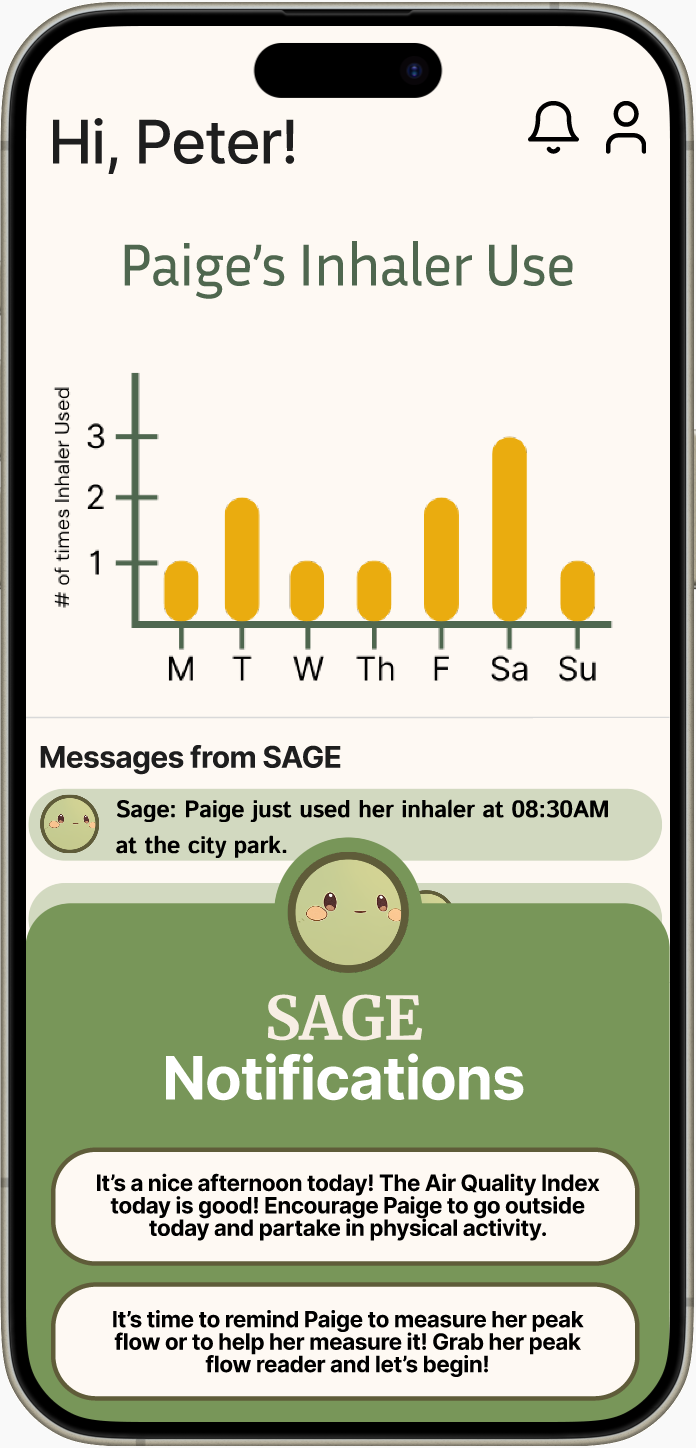 Hi, Peter!
Paige's Inhaler Use
# of times Inhaler Used
3
2
1
M T W Th F Sa Su
Messages from SAGE
Sage: Paige just used her inhaler at 08:30AM
at the city park.
SAGE
Notifications
It's a nice afternoon today! The Air Quality Index
today is good! Encourage Paige to go outside
today and partake in physical activity.
It's time to remind Paige to measure her peak
flow or to help her measure it! Grab her peak
flow reader and let's begin!